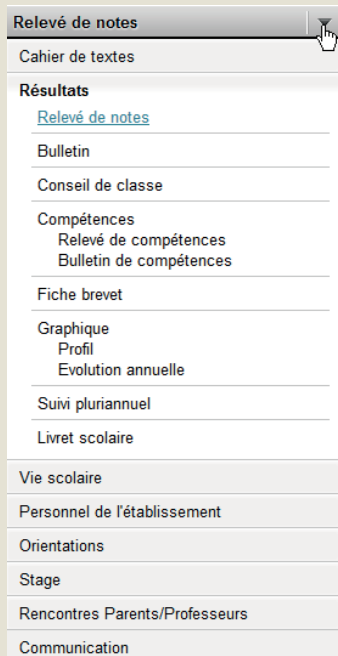 Relevé de notes
Cahier de textes
Résultats
Relevé de notes
Bulletin
Conseil de classe
Compétences
Relevé de compétences
Bulletin de compétences
Fiche brevet
Graphique
Profil
Evolution annuelle
Suivi pluriannuel
Livret scolaire
Vie scolaire
Personnel de l'établissement
Orientations
Stage
Rencontres Parents/Professeurs
Communication